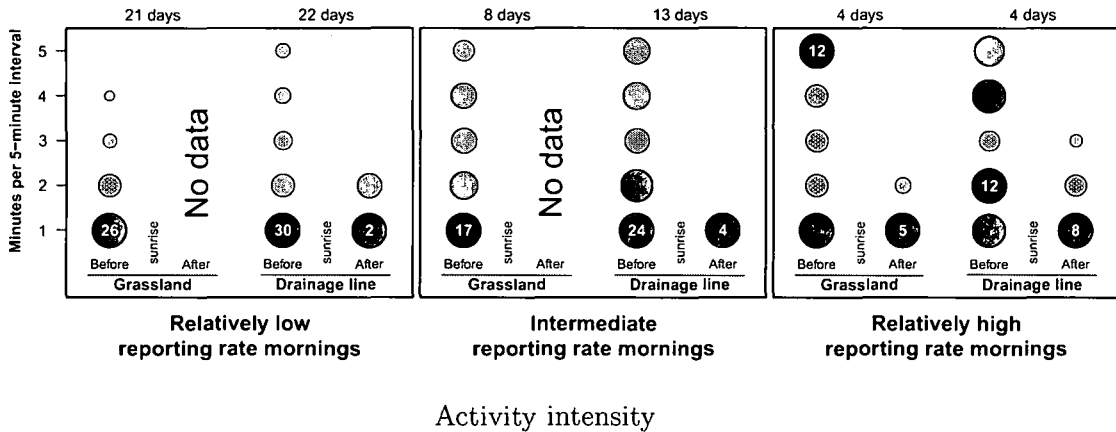 21 days 22 days 8 days 13 days 4 days 4 days
Minutes per 5−minute interval
5
4
3
2
1
12
No data
No data
12
26 30 2 17 24 4 5 8
sunrise sunrise sunrise sunrise sunrise sunrise
Before After Before After Before After Before After Before After Before After
Grassland Drainage line Grassland Drainage line Grassland Drainage line
Relatively low Intermediate Relatively high
reporting rate mornings reporting rate mornings reporting rate mornings
Activity intensity